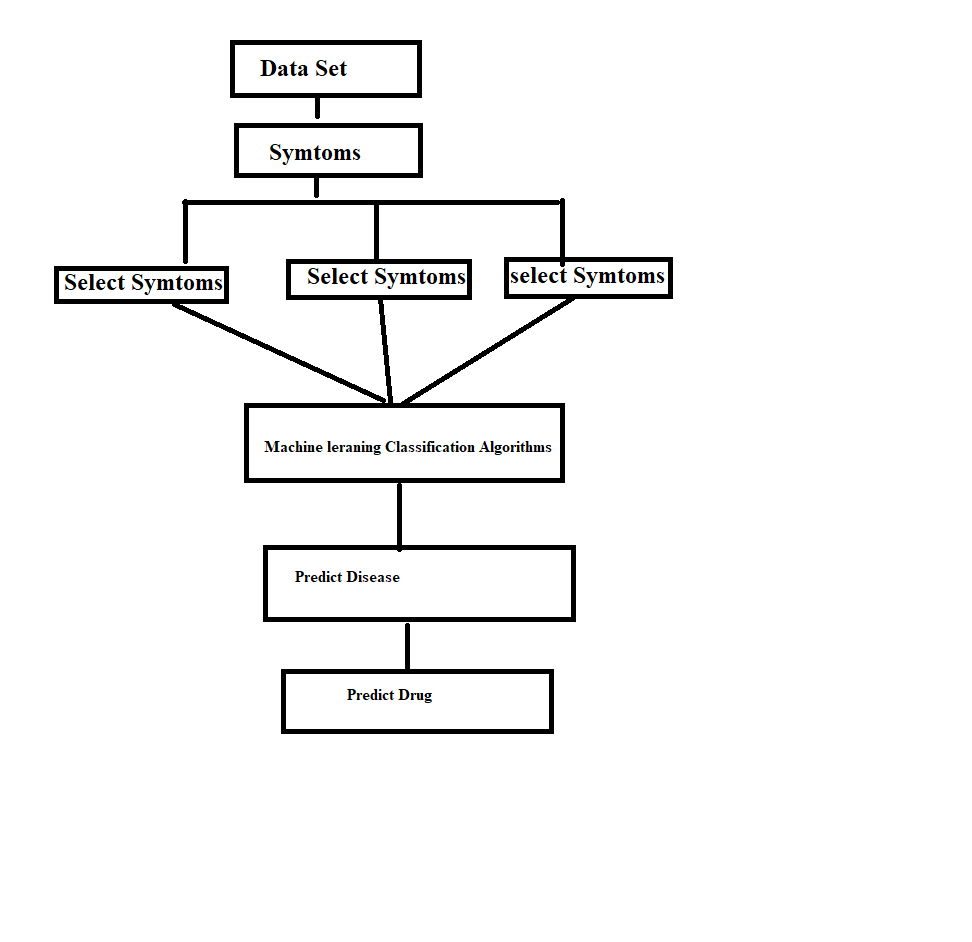 Data Set
Symtoms
Select Symtoms
Select Symtoms
select Symtoms
Machine leraning Classification Algorithms
Predict Disease
Predict Drug